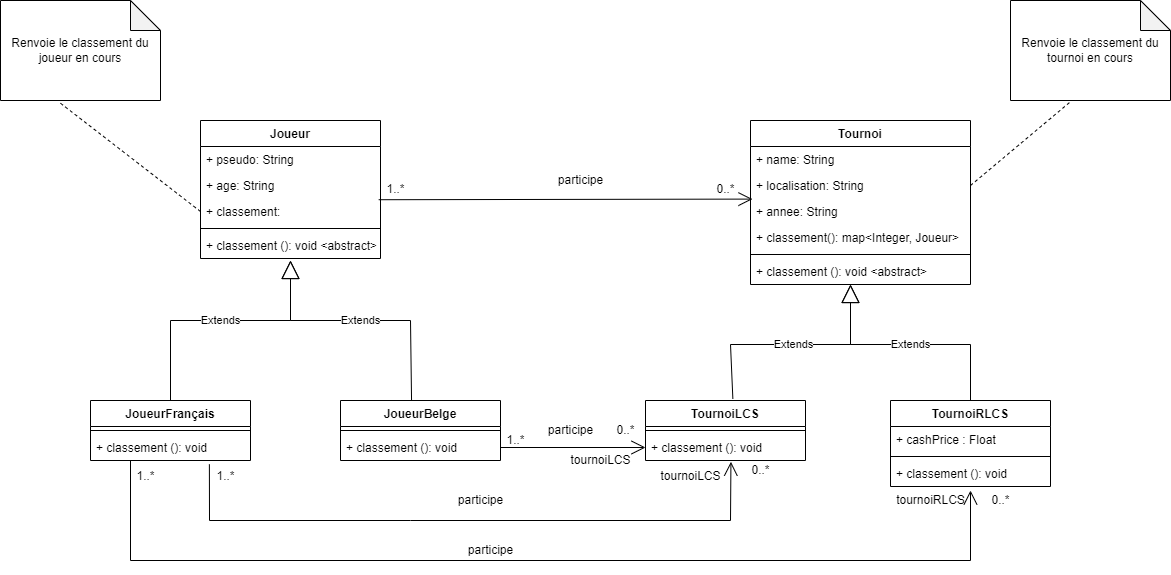 Renvoie le classement du
joueur en cours
Renvoie le classement du
tournoi en cours
Joueur
+ pseudo: String
+ age: String
+ classement:
+ classement (): void <abstract>
1..*
participe
0..*
Tournoi
+ name: String
+ localisation: String
+ annee: String
+ classement(): map<Integer, Joueur>
+ classement (): void <abstract>
Extends
Extends
Extends
Extends
JoueurFrançais
+ classement (): void
JoueurBelge
+ classement (): void
1..*
participe
0..*
tournoiLCS
TournoiLCS
+ classement (): void
TournoiRLCS
+ cashPrice : Float
+ classement (): void
1..*
1..*
tournoiLCS
0..*
tournoiRLCS
0..*
participe
participe